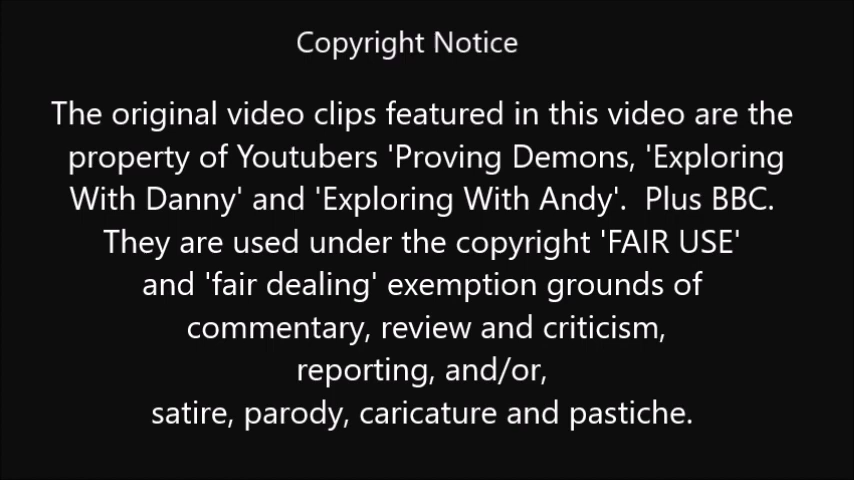 Copyright Notice
The original video clips featured in this video are the
property of Youtubers 'Proving Demons, 'Exploring
With Danny' and 'Exploring With Andy'.  Plus BBC.
They are used under the copyright 'FAIR USE'
and 'fair dealing' exemption grounds of
commentary, review and criticism,
reporting, and/or,
satire, parody, caricature and pastiche.